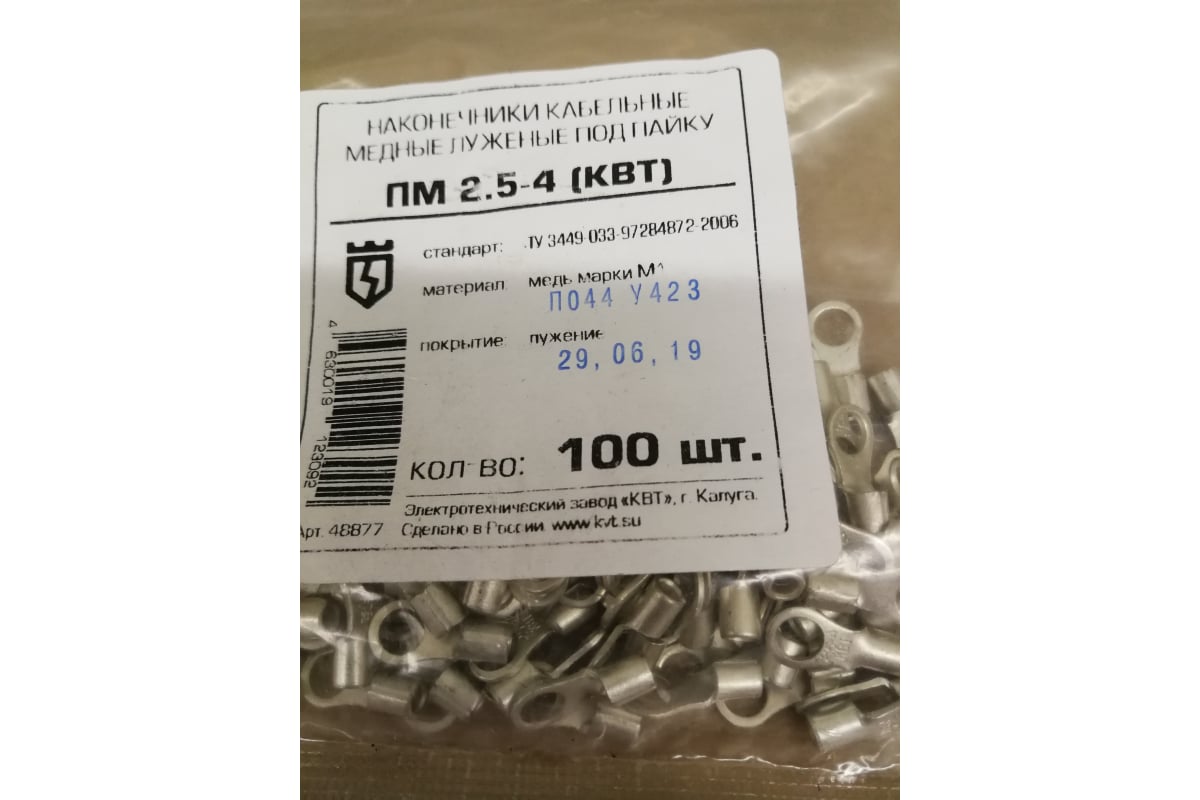 НАКОНЕЧНИКИ КАБЕЛЬНЫЕ
МЕДНЫЕ ЛУЖЕНЫЕ ПОД ПАЙКУ
ПМ 2.5-4 (КВТ)
стандарт: ТУ 3449-033-97284872-2006
материал: медь марки М1
П044 У423
покрытие: лужение
29,06,19
4 630019 123092
кол-во: 100 шт.
Электротехнический завод «КВТ», г. Калуга.
Арт. 48877 Сделано в России www.kvt.su